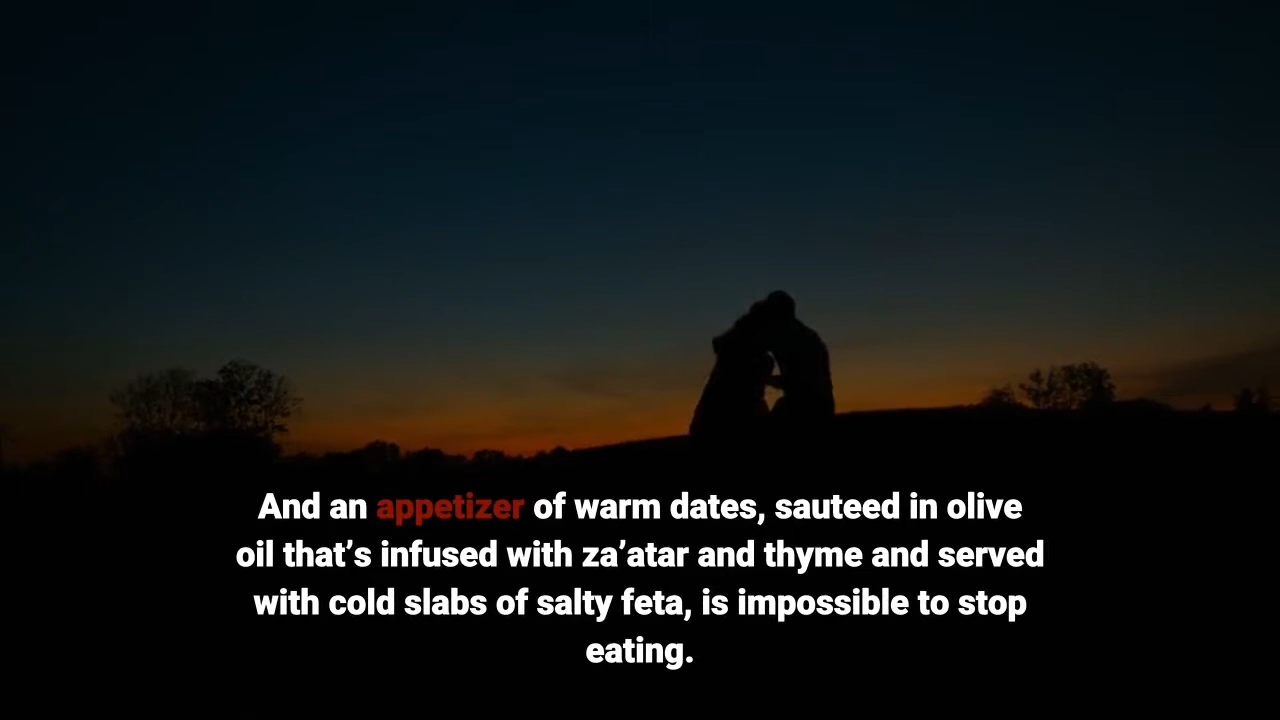 And an appetizer of warm dates, sauteed in olive
oil that’s infused with za’atar and thyme and served
with cold slabs of salty feta, is impossible to stop
eating.